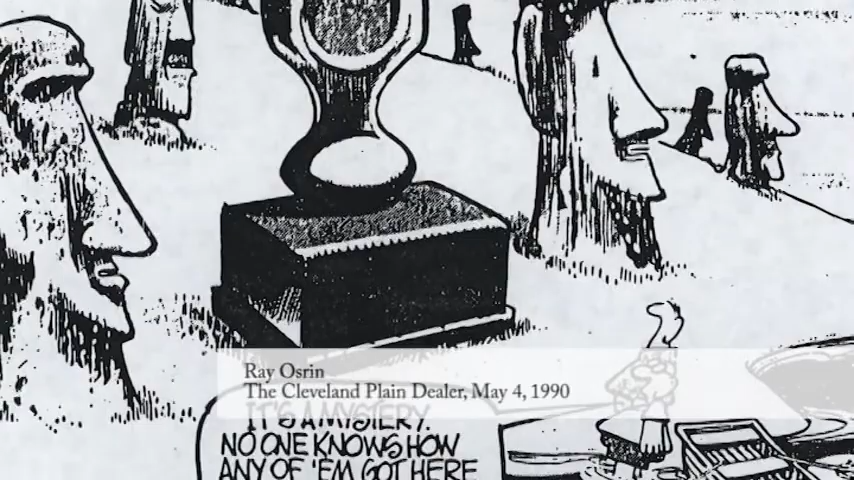 Ray Osrin
The Cleveland Plain Dealer, May 4, 1990
IT'S A MYSTERY.
NO ONE KNOWS HOW
ANY OF 'EM GOT HERE